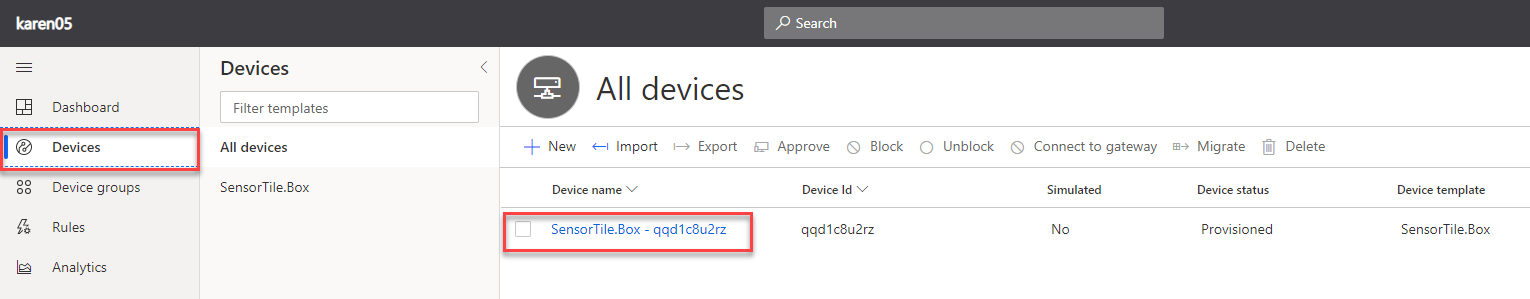 karen05
Search
Dashboard
Devices
Device groups
Rules
Analytics
Devices
Filter templates
All devices
SensorTile.Box
All devices
New Import Export Approve Block Unblock Connect to gateway Migrate Delete
Device name Device Id Simulated Device status Device template
SensorTile.Box - qqd1c8u2rz qqd1c8u2rz No Provisioned SensorTile.Box